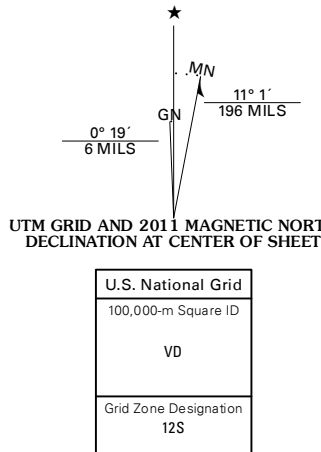 MN
11° 1´
196 MILS
GN
0° 19´
6 MILS
UTM GRID AND 2011 MAGNETIC NORT
DECLINATION AT CENTER OF SHEET
U.S. National Grid
100,000-m Square ID
VD
Grid Zone Designation
12S